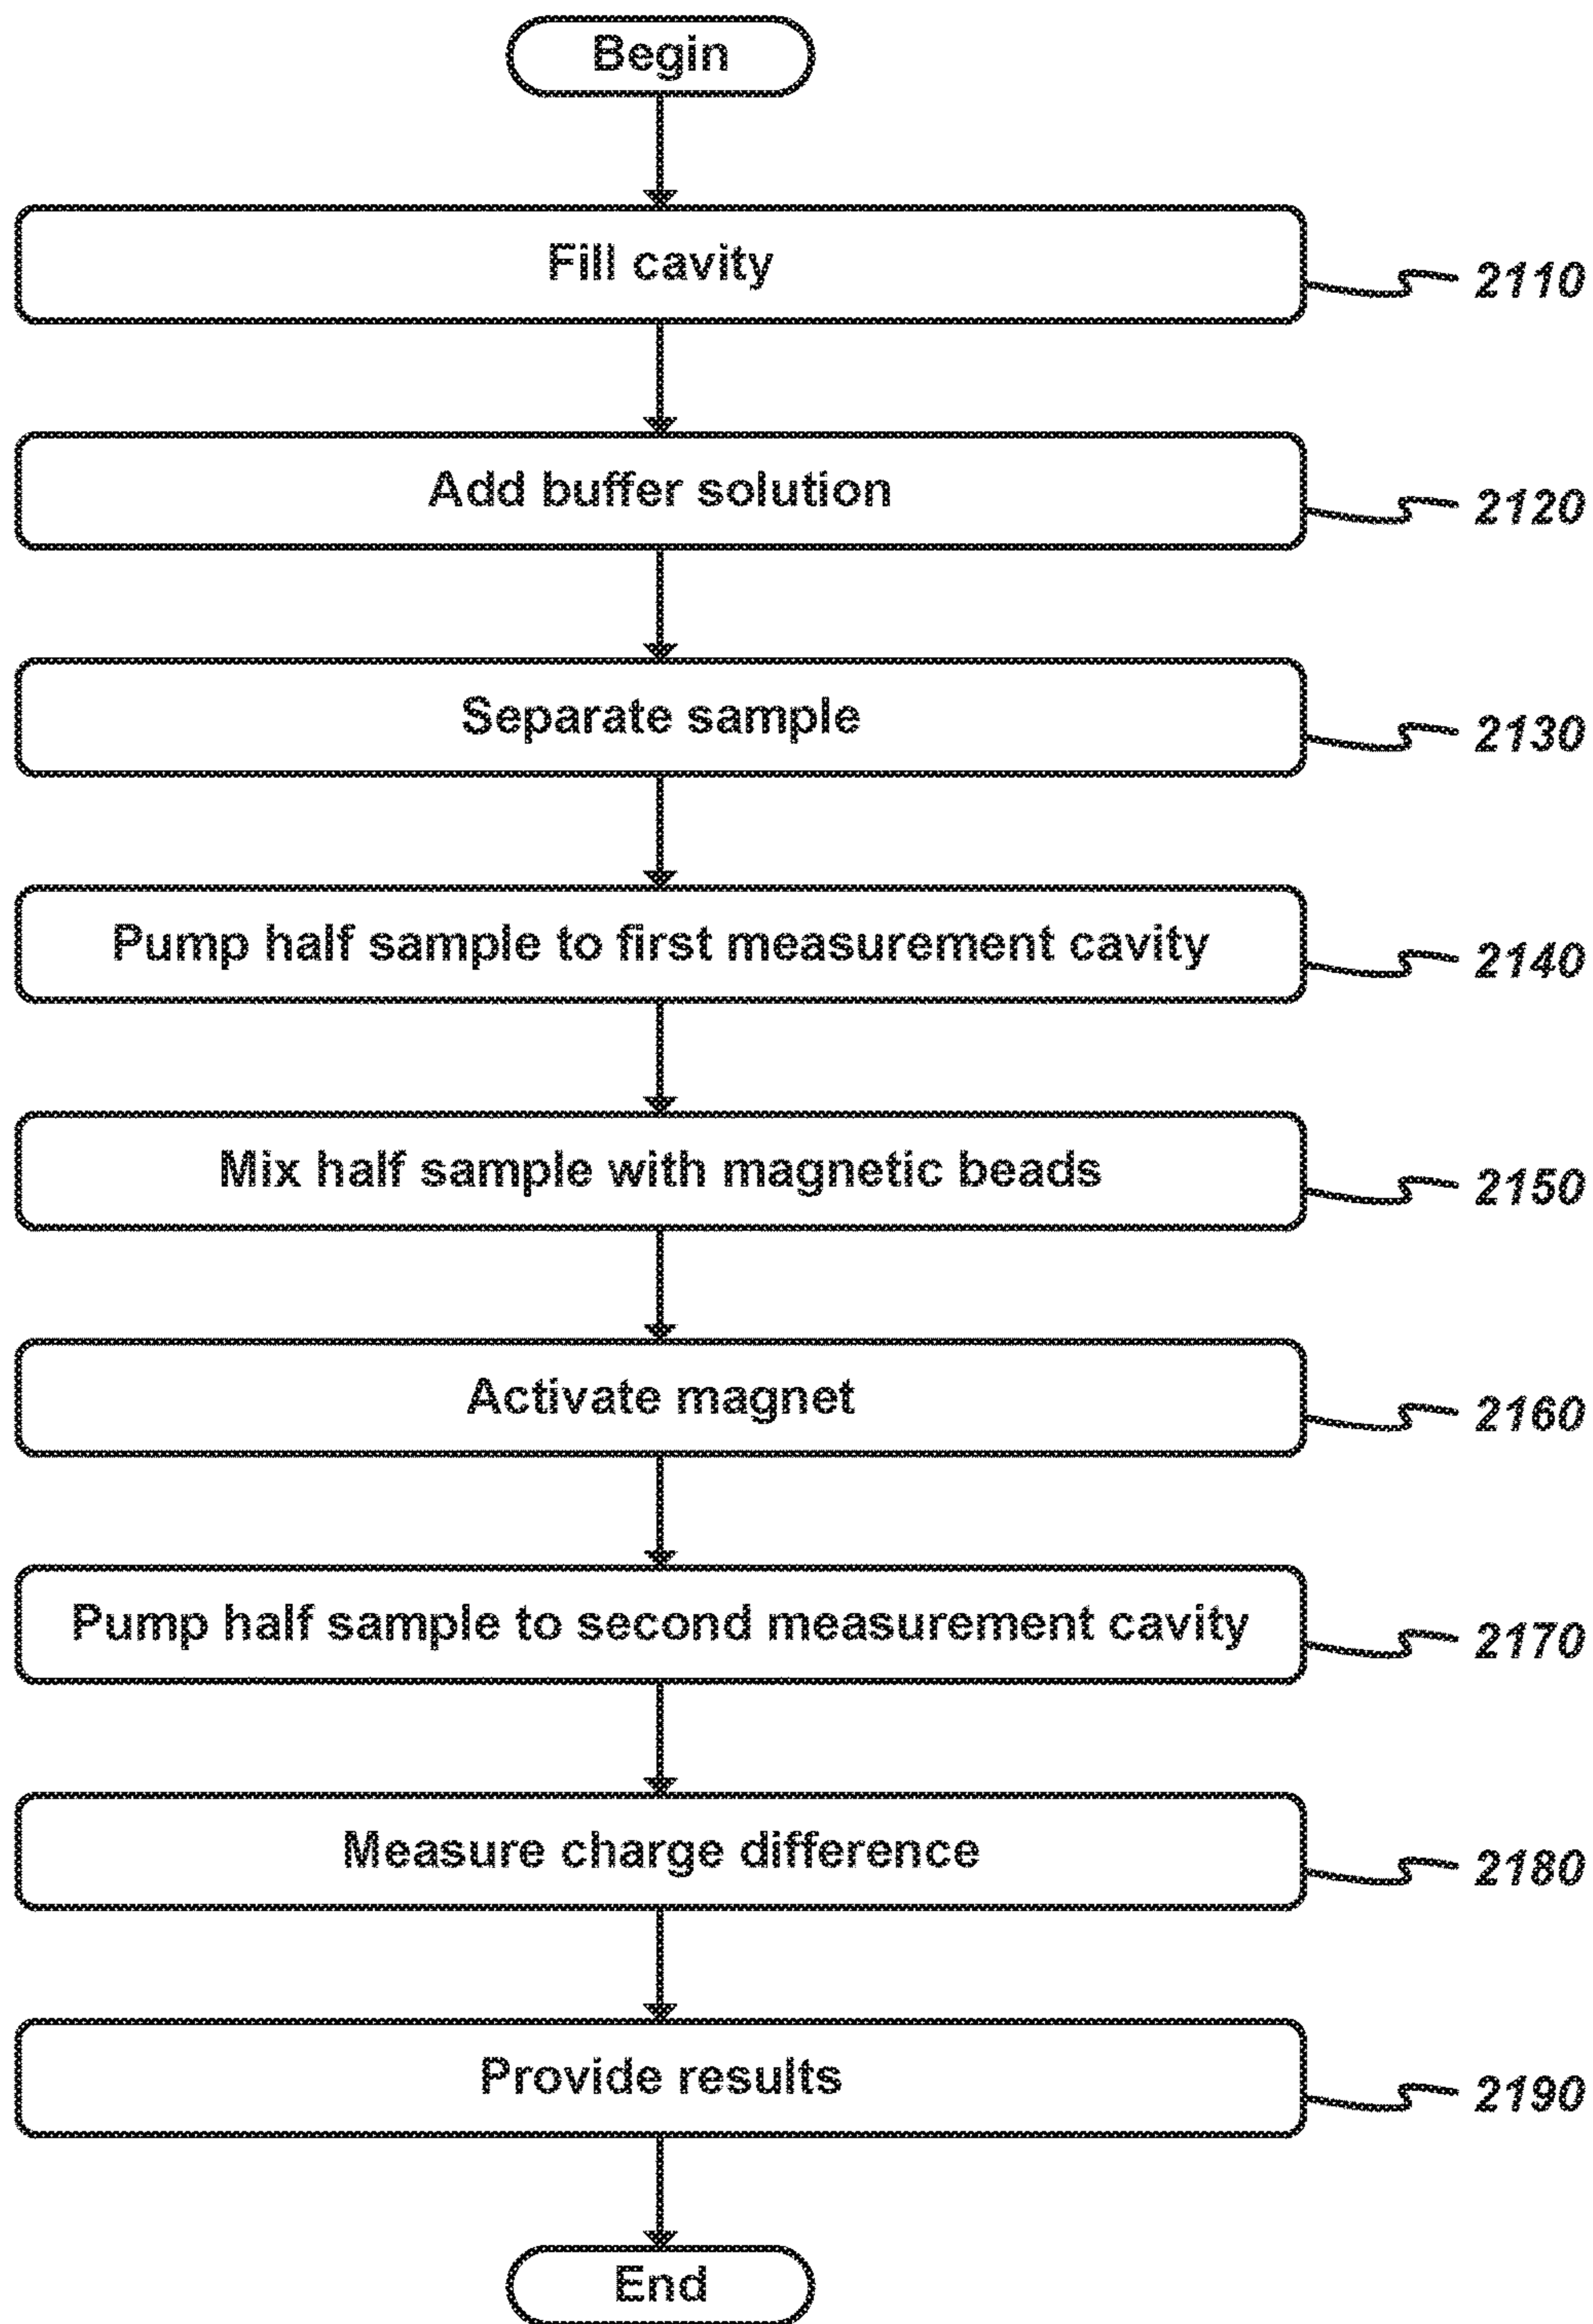 Begin
Fill cavity
2110
Add buffer solution
2120
Separate sample
2130
Pump half sample to first measurement cavity
2140
Mix half sample with magnetic beads
2150
Activate magnet
2160
Pump half sample to second measurement cavity
2170
Measure charge difference
2180
Provide results
2190
End